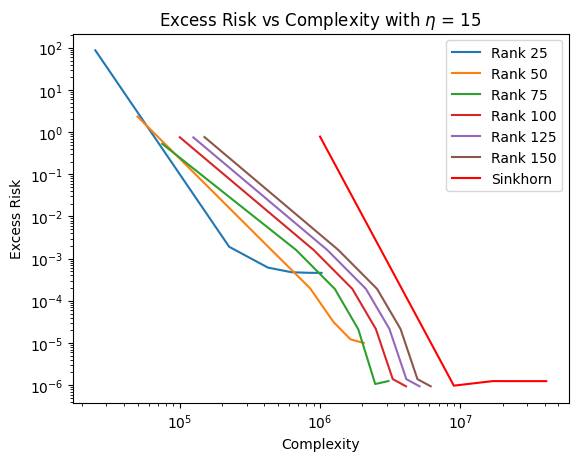 Excess Risk vs Complexity with η = 15
Excess Risk
10²
10¹
10⁰
10⁻¹
10⁻²
10⁻³
10⁻⁴
10⁻⁵
10⁻⁶
Rank 25
Rank 50
Rank 75
Rank 100
Rank 125
Rank 150
Sinkhorn
10⁵ 10⁶ 10⁷
Complexity